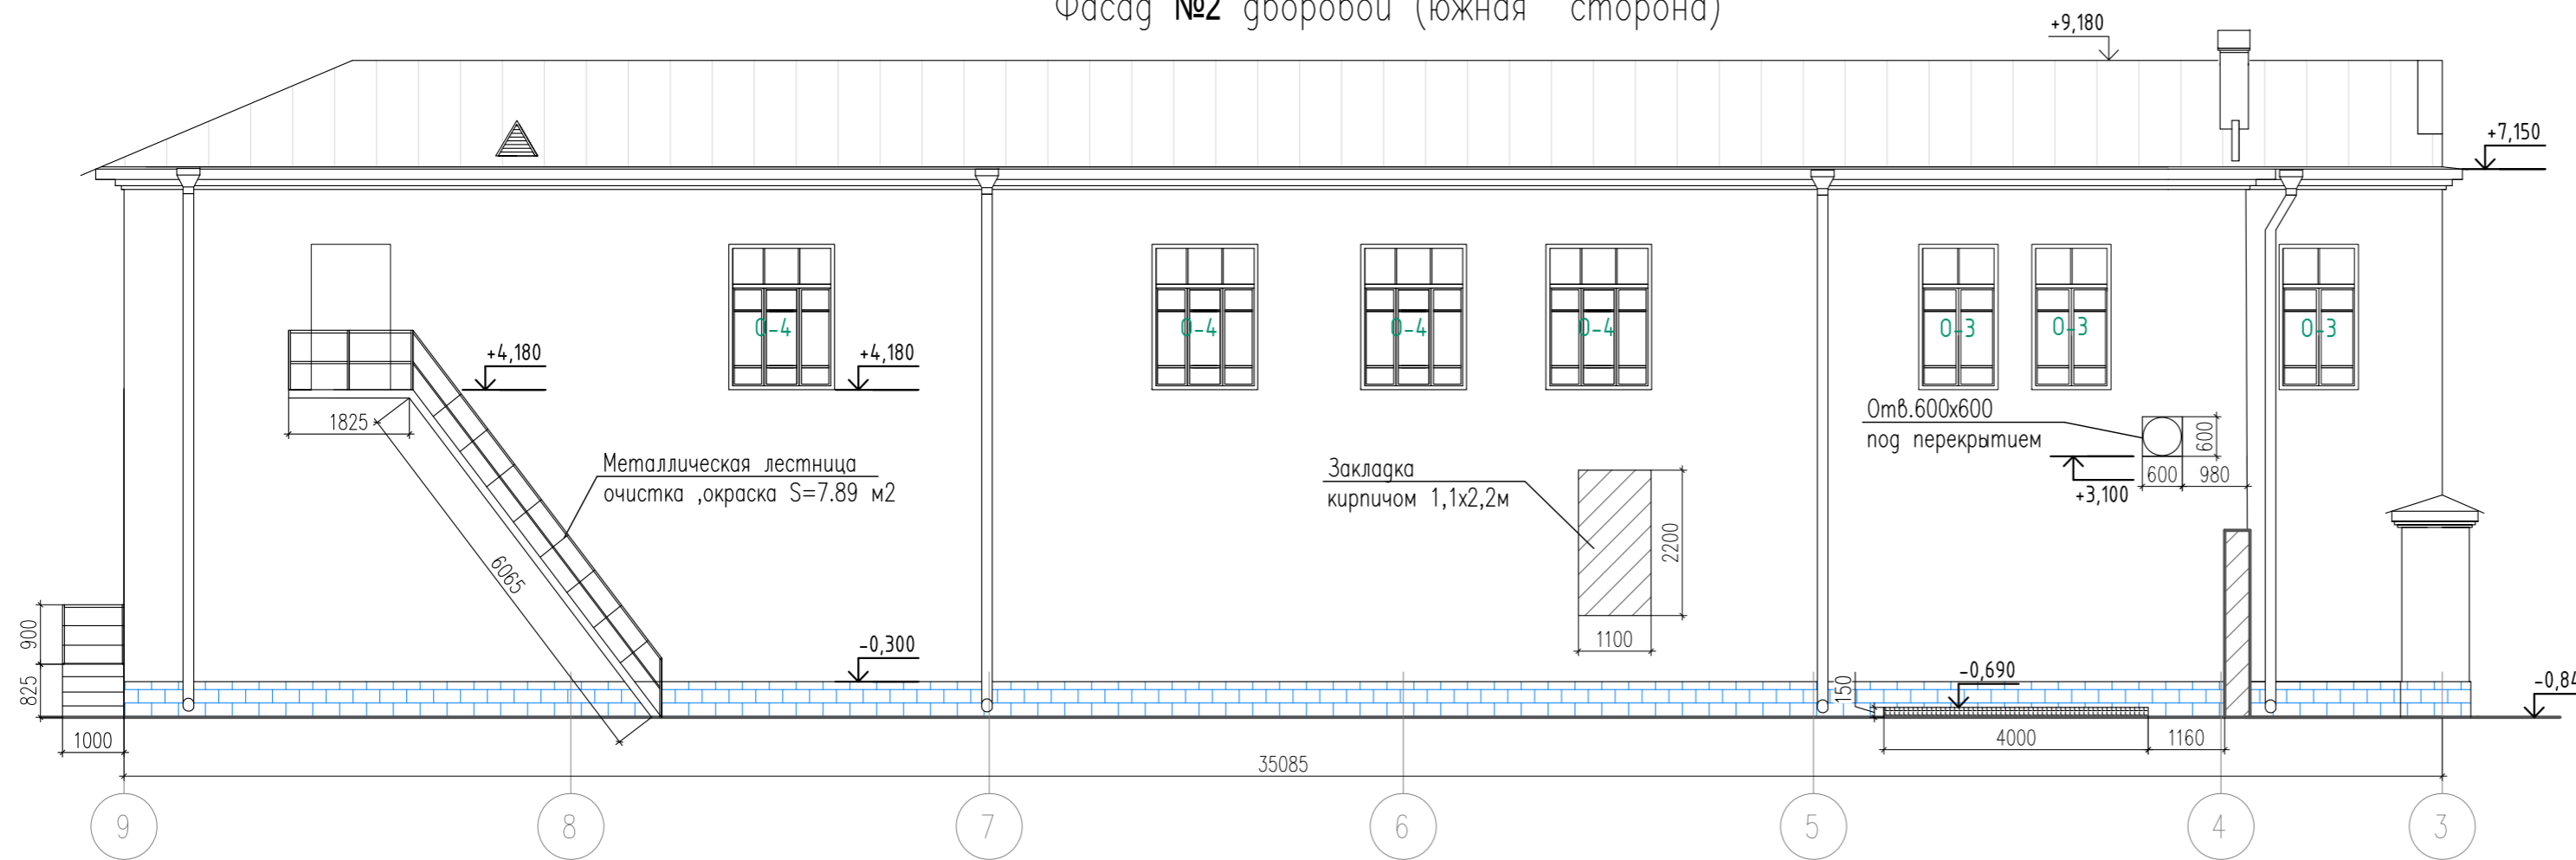 Фасад №2 дворовой (южная сторона)
+9,180
+7,150
О-4
О-4
О-4
О-4
О-3
О-3
О-3
+4,180
+4,180
1825
Отв.600х600
под перекрытием
600
600
980
+3,100
Металлическая лестница
очистка ,окраска S=7.89 м2
Закладка
кирпичом 1,1х2,2м
2200
6065
1100
900
825
-0,300
-0,690
150
-0,84
1000
4000
1160
35085
9
8
7
6
5
4
3